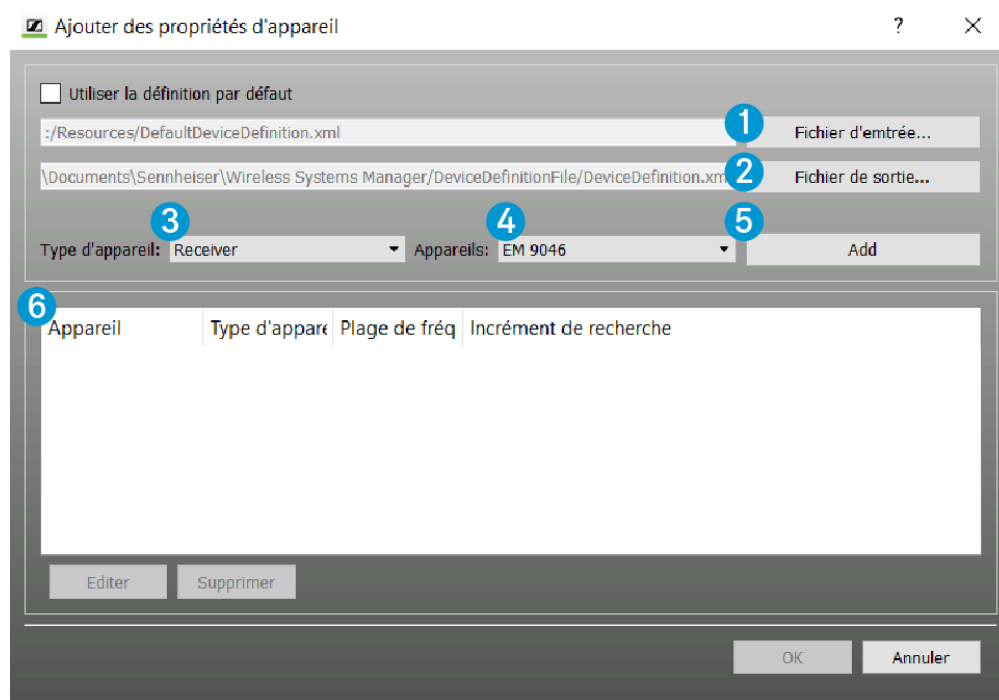 Ajouter des propriétés d'appareil ?
Utiliser la définition par défaut
:/Resources/DefaultDeviceDefinition.xml 1 Fichier d'emtrée...
\Documents\Sennheiser\Wireless Systems Manager/DeviceDefinitionFile/DeviceDefinition.xm 2 Fichier de sortie...
3 4 5
Type d'appareil: Receiver Appareils: EM 9046 Add
6
Appareil Type d'appare Plage de fréq Incrément de recherche
Editer Supprimer
OK Annuler